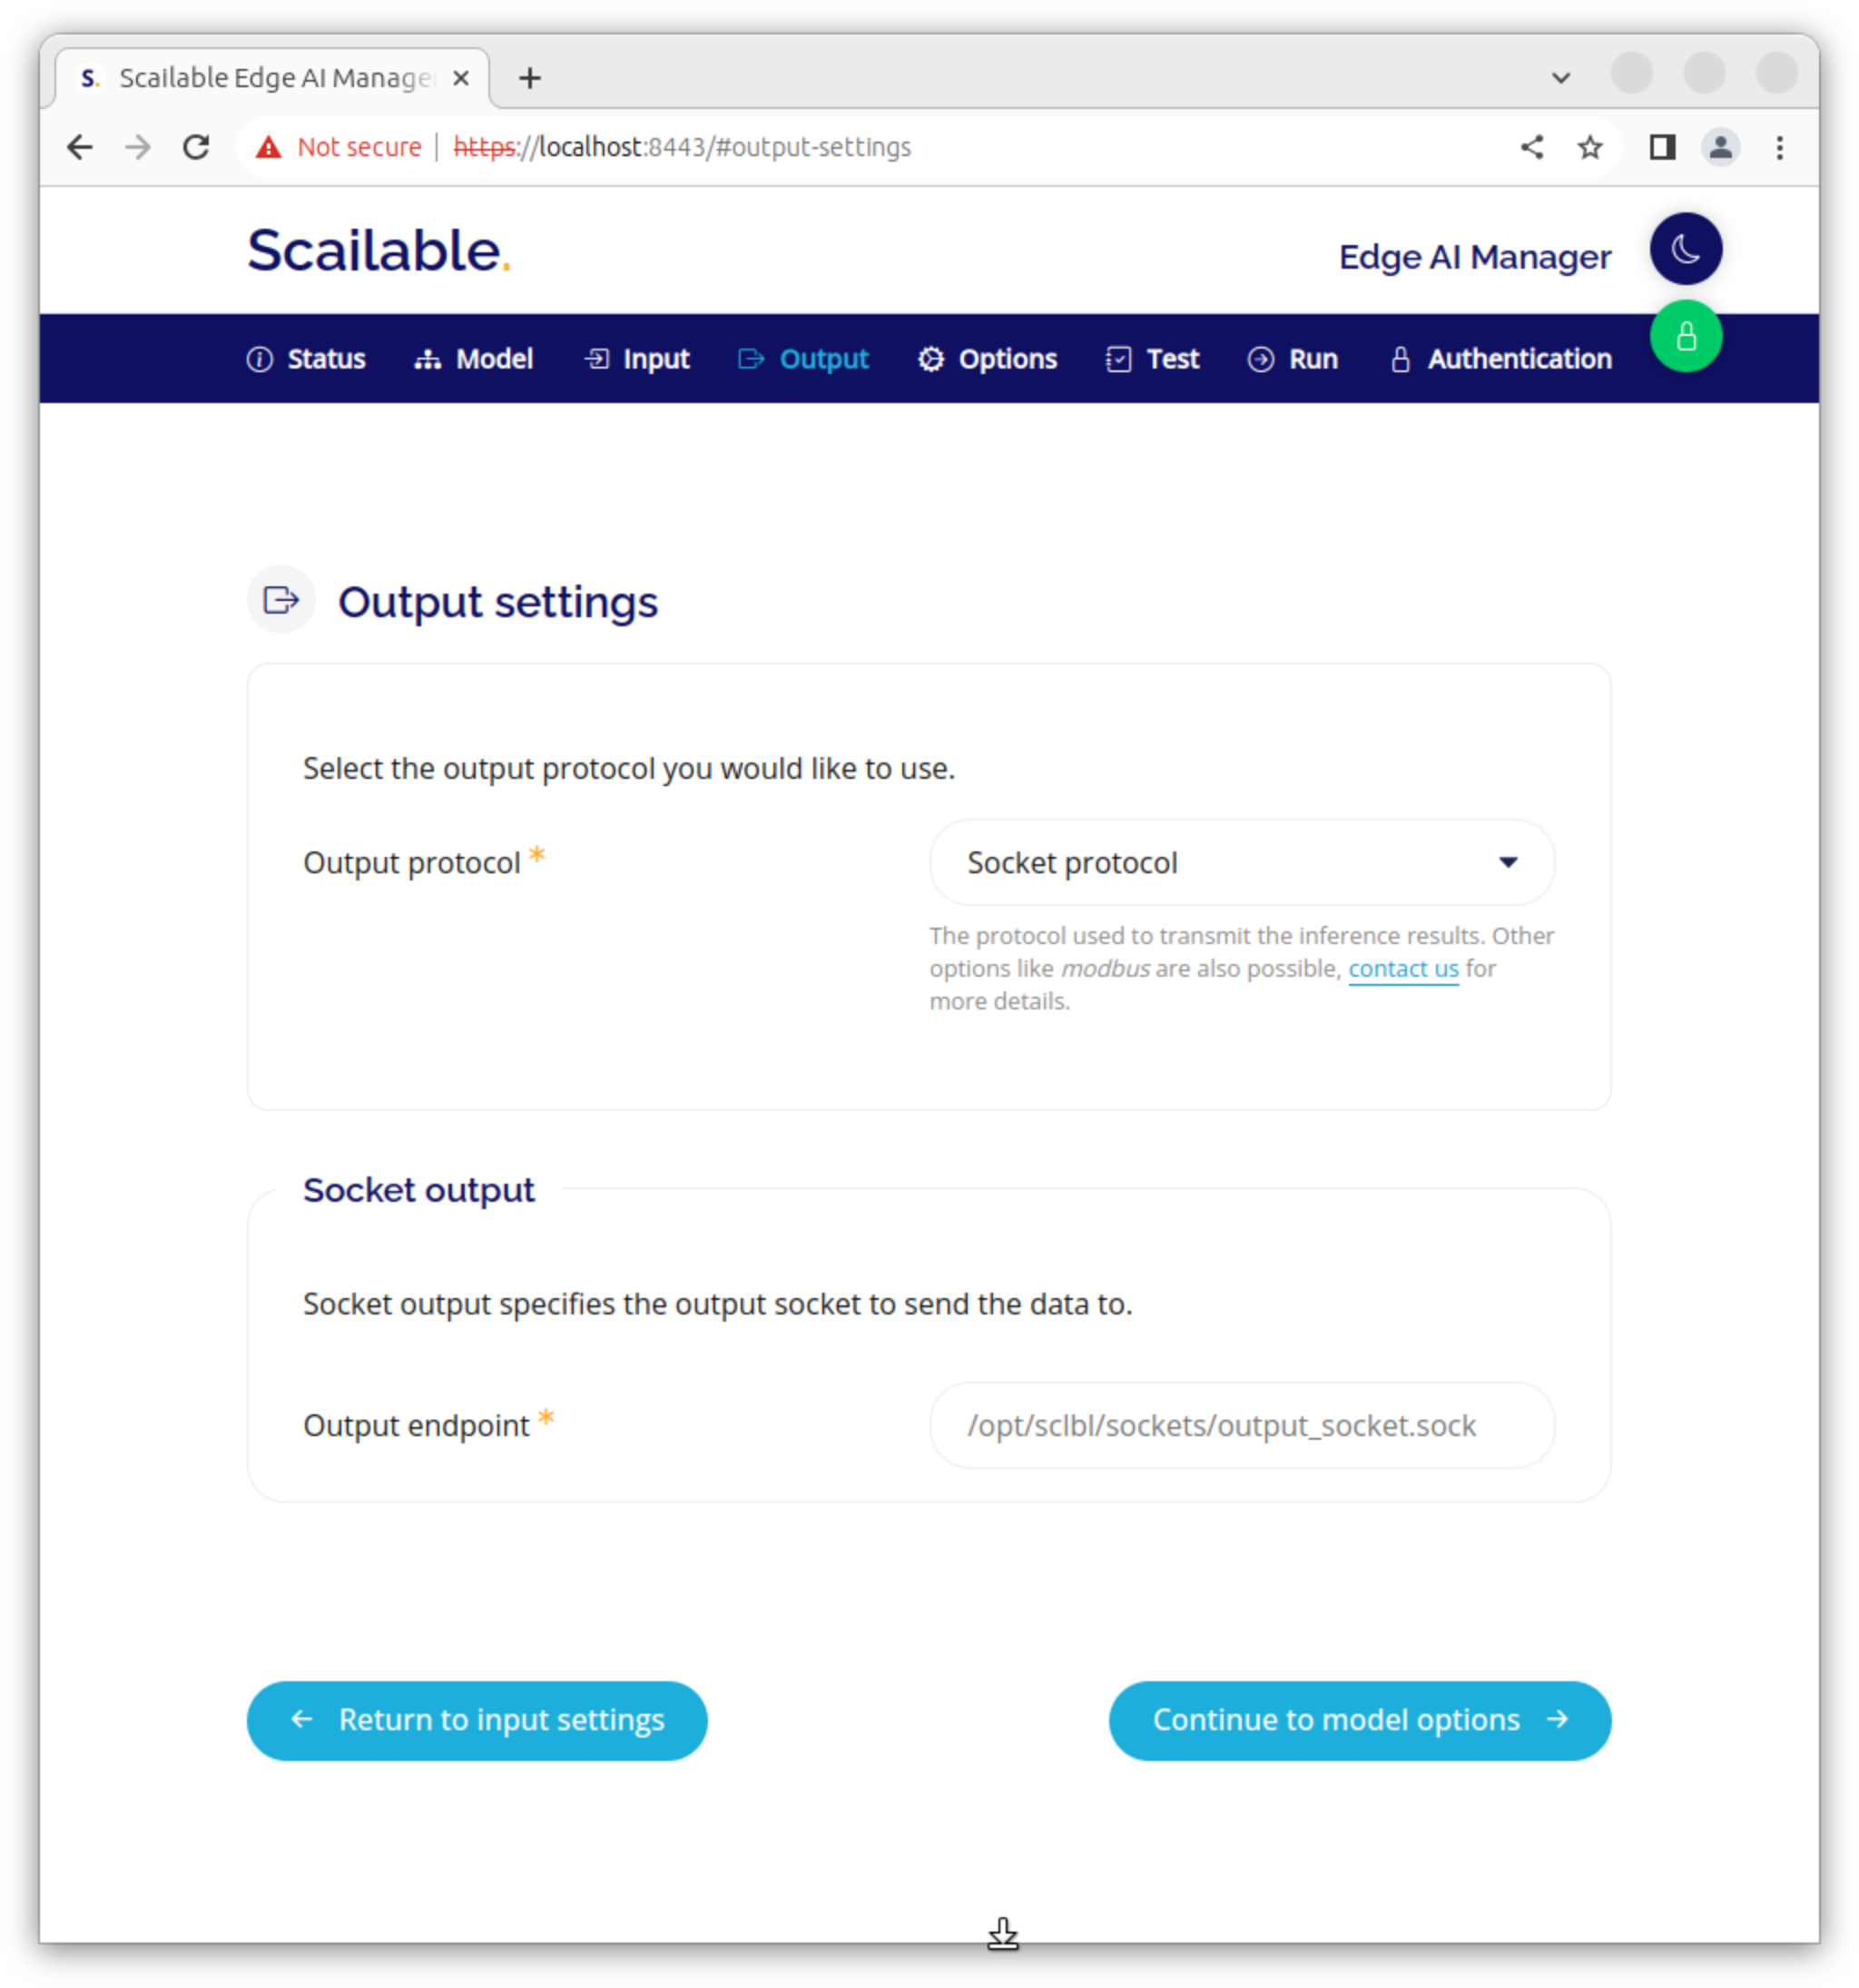 S. Scailable Edge AI Manage
Not secure | https://localhost:8443/#output-settings
Scailable.
Edge AI Manager
Status Model Input Output Options Test Run Authentication
Output settings
Select the output protocol you would like to use.
Output protocol *
Socket protocol
The protocol used to transmit the inference results. Other
options like modbus are also possible, contact us for
more details.
Socket output
Socket output specifies the output socket to send the data to.
Output endpoint *
/opt/sclbl/sockets/output_socket.sock
Return to input settings
Continue to model options